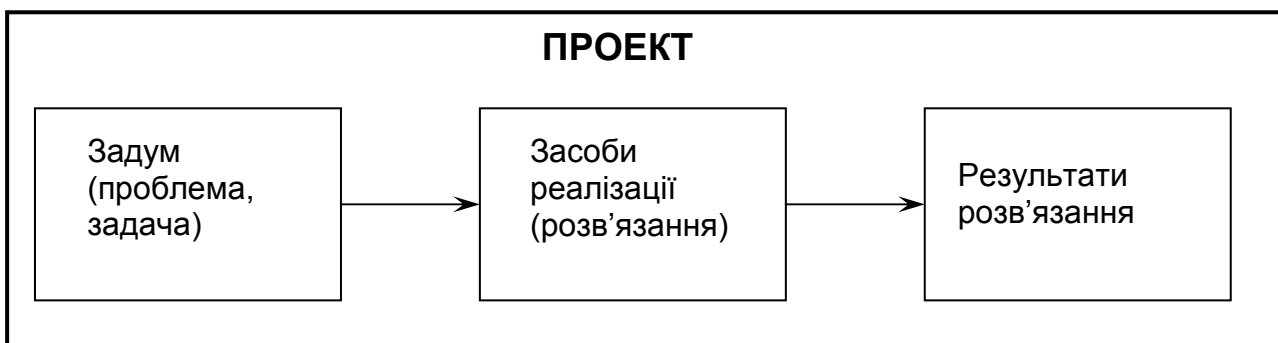 ПРОЕКТ
Задум
(проблема,
задача)
Засоби
реалізації
(розв’язання)
Результати
розв’язання